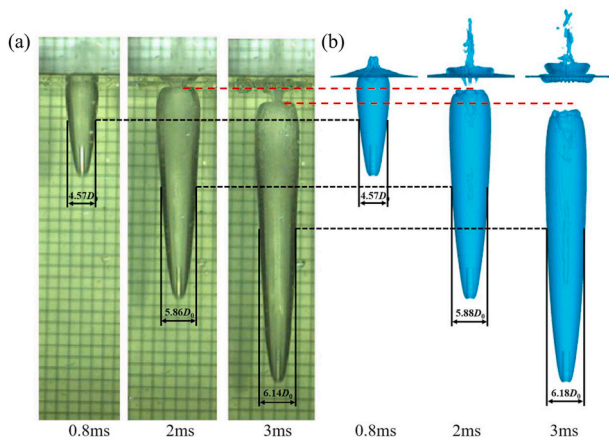 (a)
(b)
4.57D₀
4.57D₀
5.86D₀
5.88D₀
6.14D₀
6.18D₀
0.8ms 2ms 3ms 0.8ms 2ms 3ms